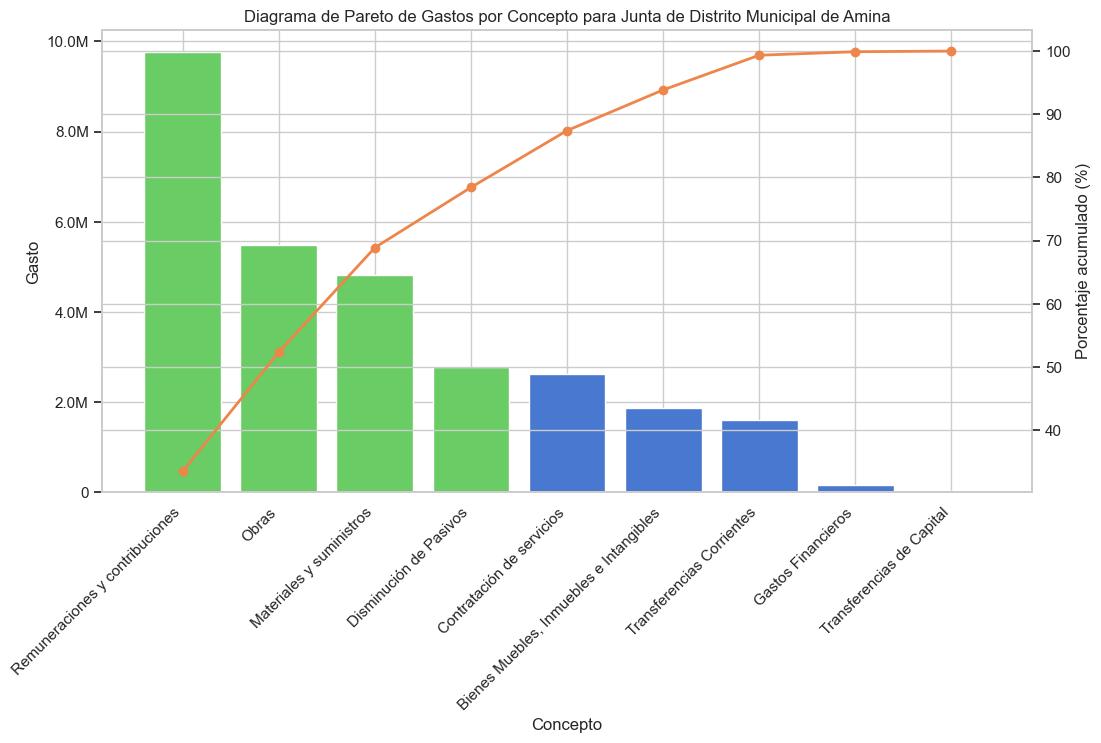 Diagrama de Pareto de Gastos por Concepto para Junta de Distrito Municipal de Amina
10.0M
8.0M
6.0M
4.0M
2.0M
0
Gasto
100
90
80
70
60
50
40
Porcentaje acumulado (%)
Remuneraciones y contribuciones
Obras
Materiales y suministros
Disminución de Pasivos
Contratación de servicios
Bienes Muebles, Inmuebles e Intangibles
Transferencias Corrientes
Gastos Financieros
Transferencias de Capital
Concepto